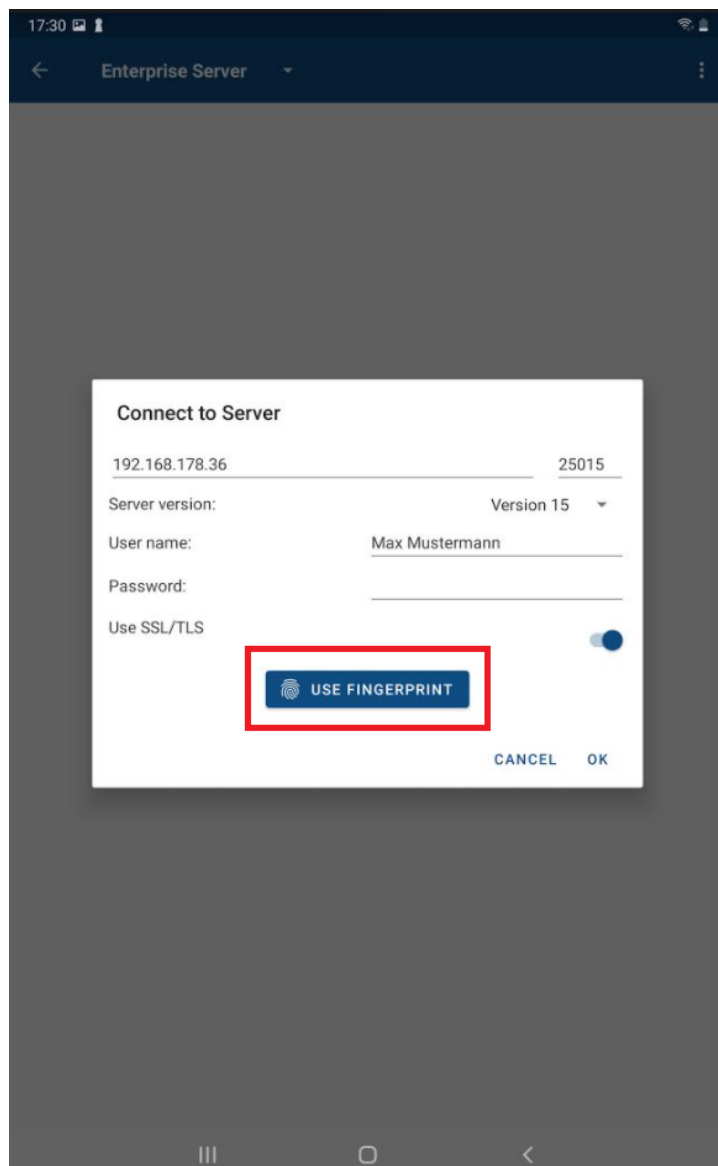 17:30
Enterprise Server
Connect to Server
192.168.178.36 25015
Server version: Version 15
User name: Max Mustermann
Password:
Use SSL/TLS
USE FINGERPRINT
CANCEL OK